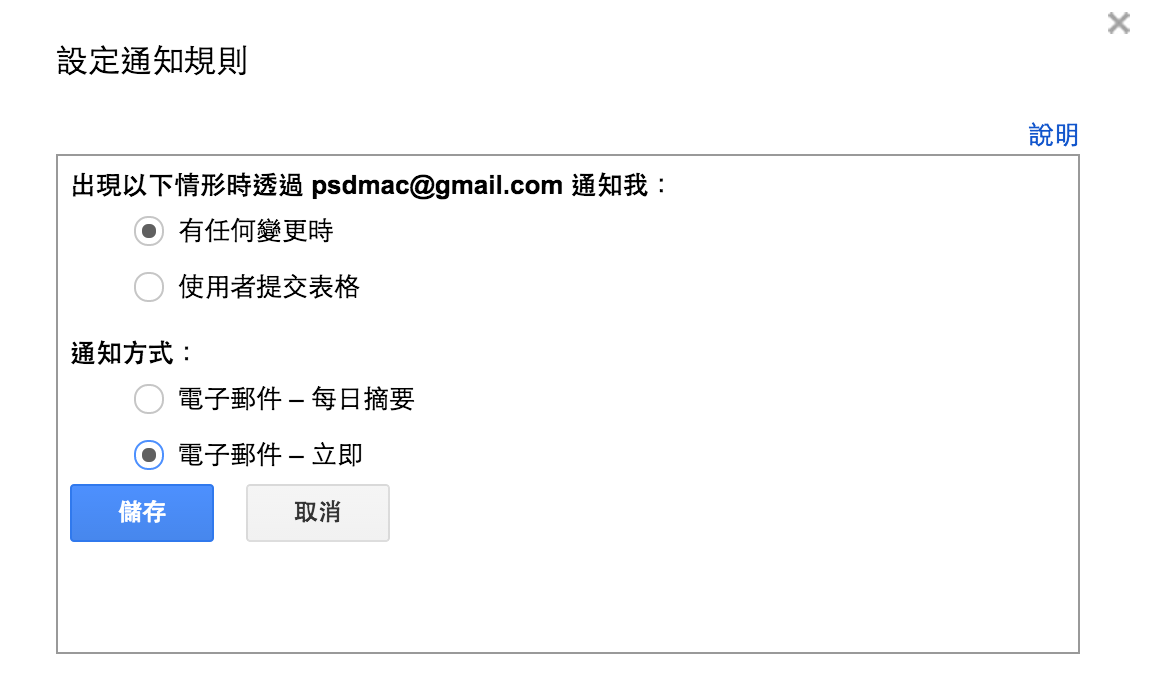 設定通知規則
說明
出現以下情形時透過 psdmac@gmail.com 通知我：
有任何變更時
使用者提交表格
通知方式：
電子郵件 – 每日摘要
電子郵件 – 立即
儲存 取消